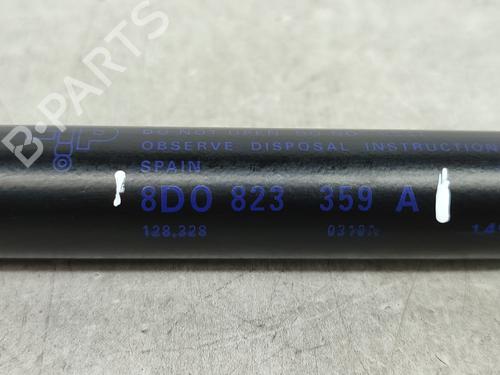 B-PARTS
OBSERVE DISPOSAL INSTRUCTION
SPAIN
8D0 823 359 A
128.328